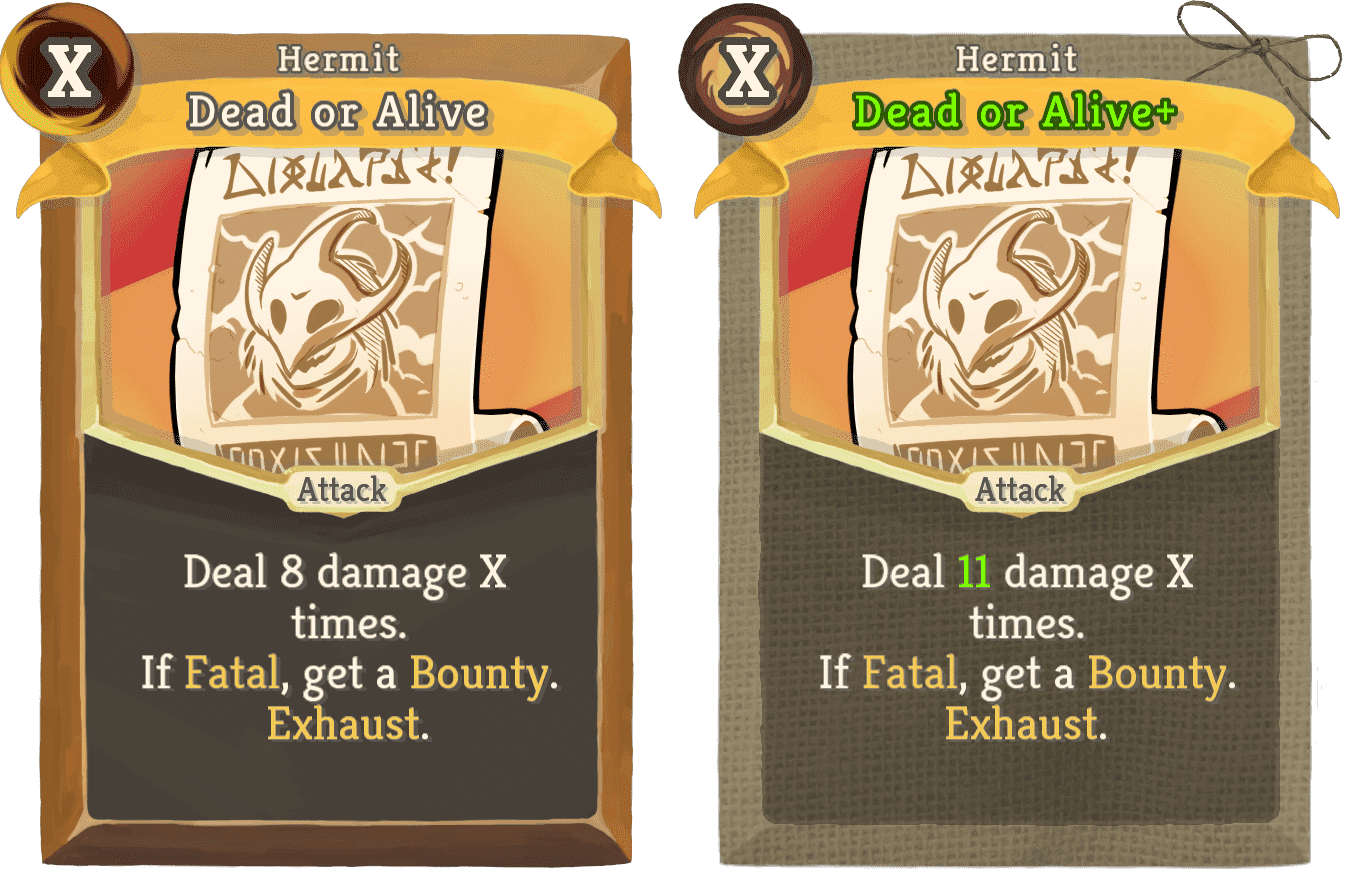 X
Hermit
Dead or Alive
Attack
Deal 8 damage X
times.
If Fatal, get a Bounty.
Exhaust.
X
Hermit
Dead or Alive+
Attack
Deal 11 damage X
times.
If Fatal, get a Bounty.
Exhaust.